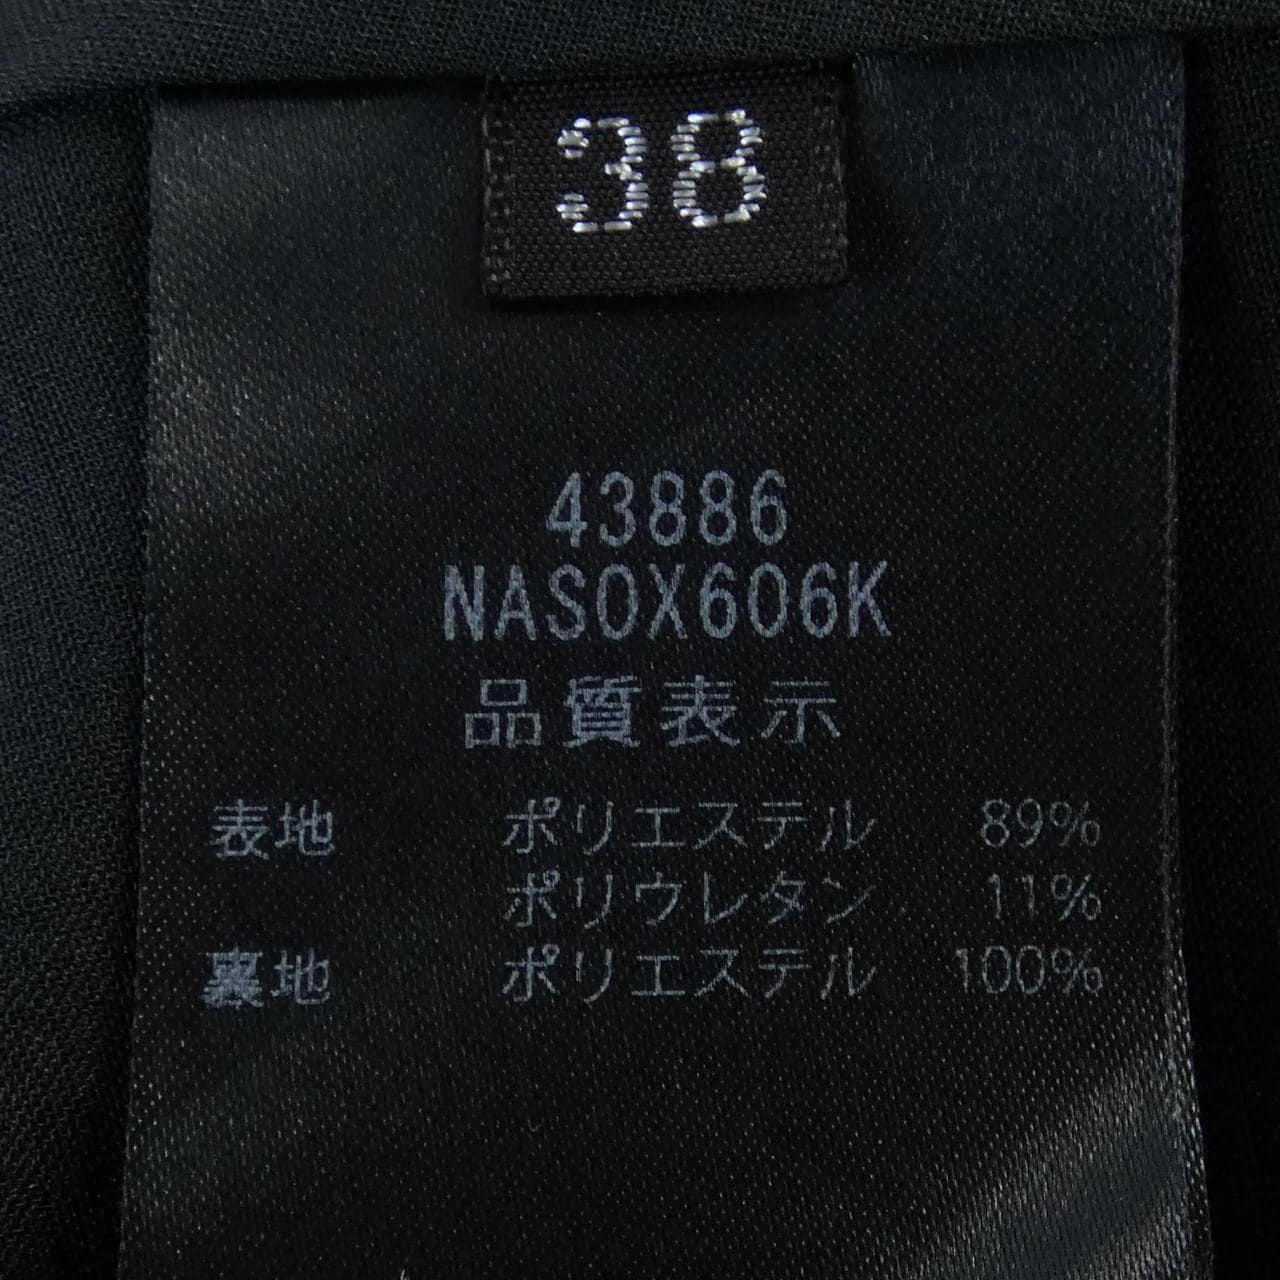 38
43886
NASOX606K
品質表示
表地 ポリエステル 89%
ポリウレタン 11%
裏地 ポリエステル 100%